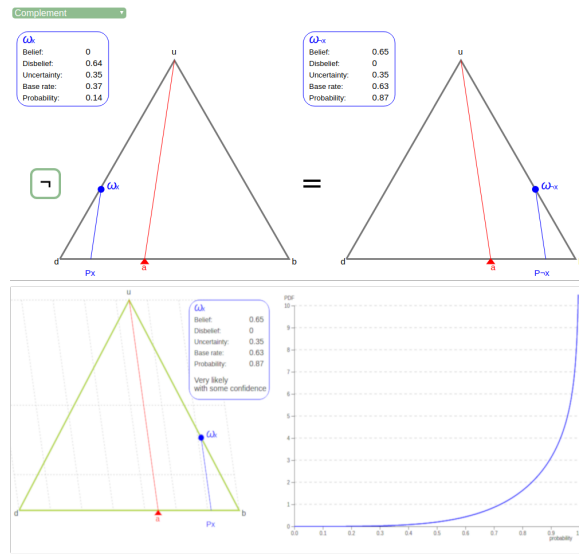 Complement
ωx
Belief: 0
Disbelief: 0.64
Uncertainty: 0.35
Base rate: 0.37
Probability: 0.14
u
ωx
¬
d
a
b
Px
=
ω¬x
Belief: 0.65
Disbelief: 0
Uncertainty: 0.35
Base rate: 0.63
Probability: 0.87
u
ω¬x
d
a
P¬x
u
ωx
Belief: 0.65
Disbelief: 0
Uncertainty: 0.35
Base rate: 0.63
Probability: 0.87
Very likely
with some confidence
ωx
d
a
b
Px
PDF
10
9
8
7
6
5
4
3
2
1
0
0.0 0.1 0.2 0.3 0.4 0.5 0.6 0.7 0.8 0.9
probability